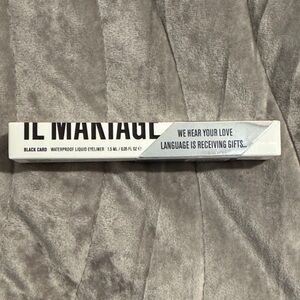 IL MAKIAGE
BLACK CARD WATERPROOF LIQUID EYELINER 1.5 ML / 0.05 FL OZ ℮
WE HEAR YOUR LOVE
LANGUAGE IS RECEIVING GIFTS...